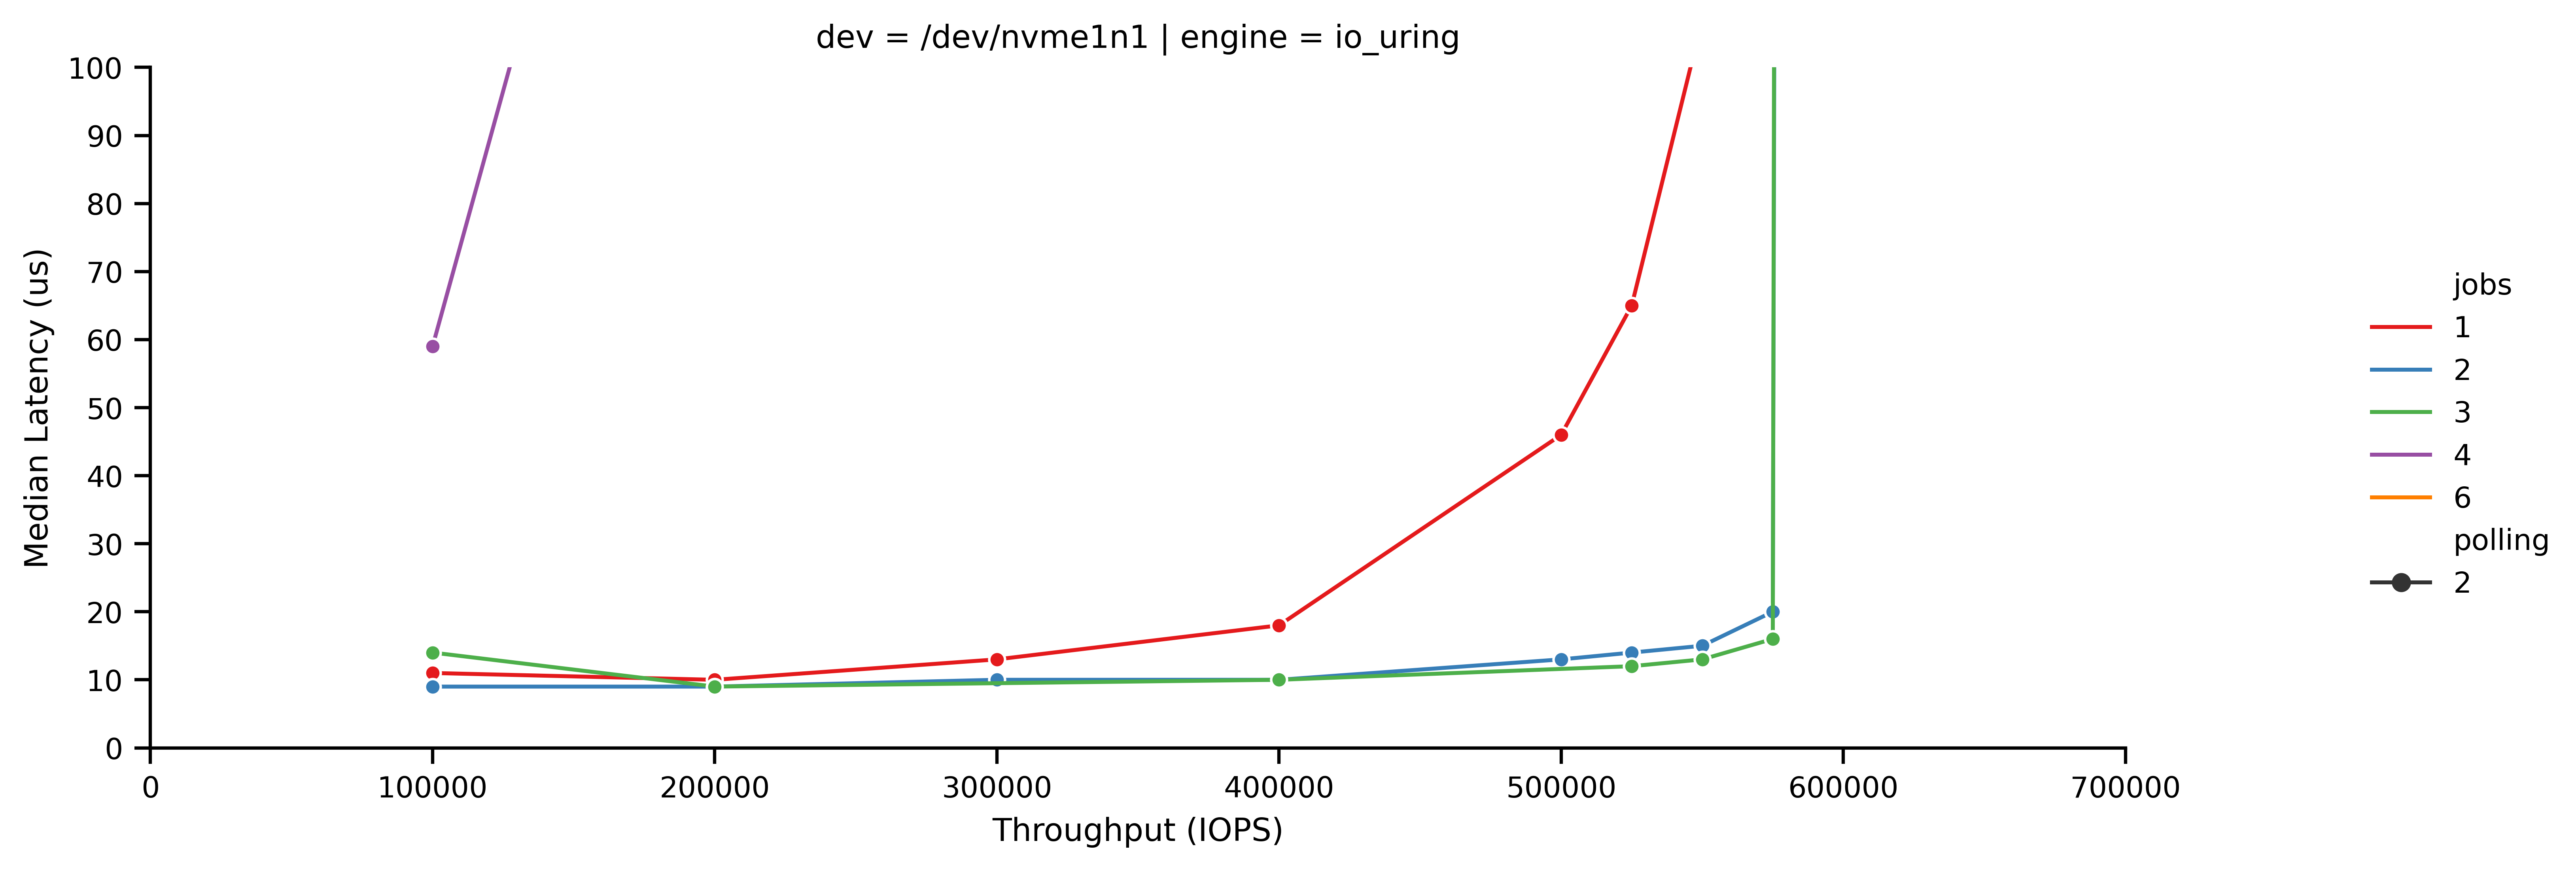 dev = /dev/nvme1n1 | engine = io_uring
100
90
80
70
60
50
40
30
20
10
0
Median Latency (us)
0 100000 200000 300000 400000 500000 600000 700000
Throughput (IOPS)
jobs
1
2
3
4
6
polling
2